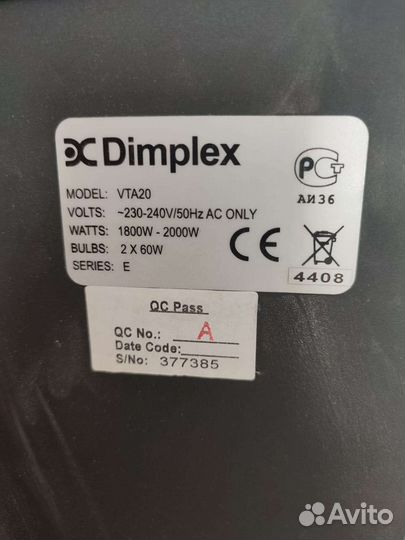 Dimplex
MODEL: VTA20
VOLTS: ~230-240V/50Hz AC ONLY
WATTS: 1800W - 2000W
BULBS: 2 X 60W
SERIES: E
РСТ
АИ36
CE
4408
QC Pass
QC No.: A
Date Code:
S/No: 377385
Avito